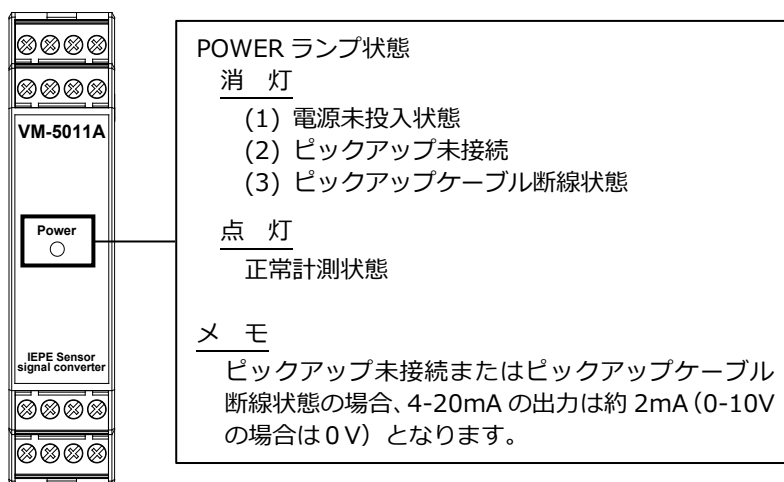 VM-5011A
Power
IEPE Sensor
signal converter
POWER ランプ状態
消 灯
(1) 電源未投入状態
(2) ピックアップ未接続
(3) ピックアップケーブル断線状態
点 灯
正常計測状態
メ モ
ピックアップ未接続またはピックアップケーブル
断線状態の場合、4-20mA の出力は約 2mA（0-10V
の場合は０V）となります。